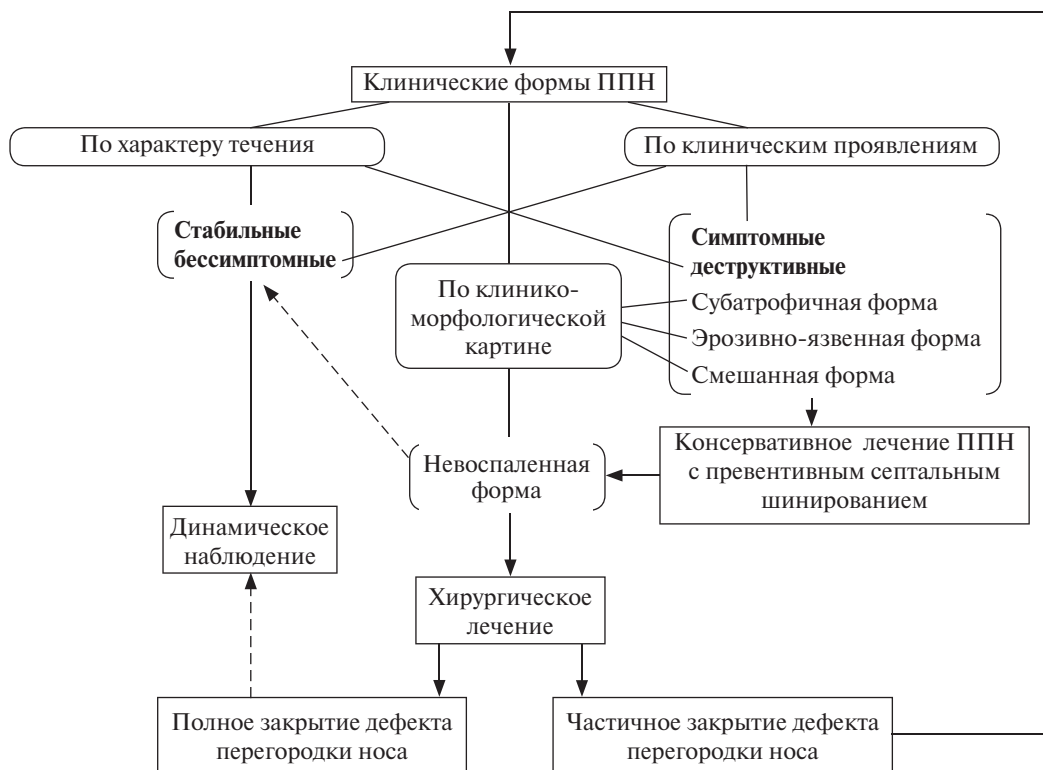 Клинические формы ППН
По характеру течения
По клиническим проявлениям
Стабильные
бессимптомные
Симптомные
деструктивные
Субатрофичная форма
Эрозивно-язвенная форма
Смешанная форма
По клинико-
морфологической
картине
Консервативное лечение ППН
с превентивным септальным
шинированием
Невоспаленная
форма
Динамическое
наблюдение
Хирургическое
лечение
Полное закрытие дефекта
перегородки носа
Частичное закрытие дефекта
перегородки носа